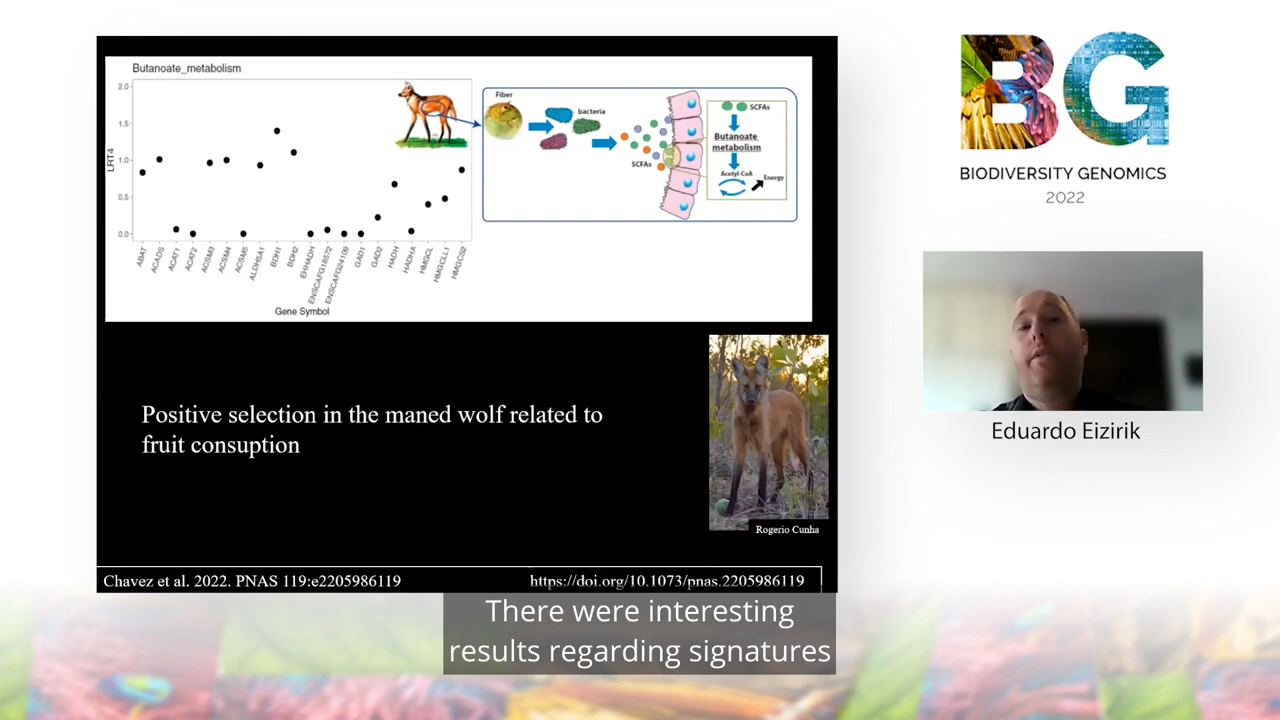 Butanoate_metabolism
2.0
1.5
1.0
0.5
0.0
LRT4
ABAT
ACADS
ACAT1
ACAT2
ACSM3
ACSM4
ACSM5
ALDH5A1
BDH1
BDH2
EHHADH
ENSCAFG18572
ENSCAFG24109
GAD1
GAD2
HADH
HADHA
HMGCL
HMGCLL1
HMGCS2
Gene Symbol
Fiber
bacteria
SCFAs
SCFAs
Butanoate
metabolism
Acetyl-CoA
Energy
Positive selection in the maned wolf related to
fruit consuption
Rogerio Cunha
Chavez et al. 2022. PNAS 119:e2205986119
https://doi.org/10.1073/pnas.2205986119
There were interesting
results regarding signatures
BG
BIODIVERSITY GENOMICS
2022
Eduardo Eizirik